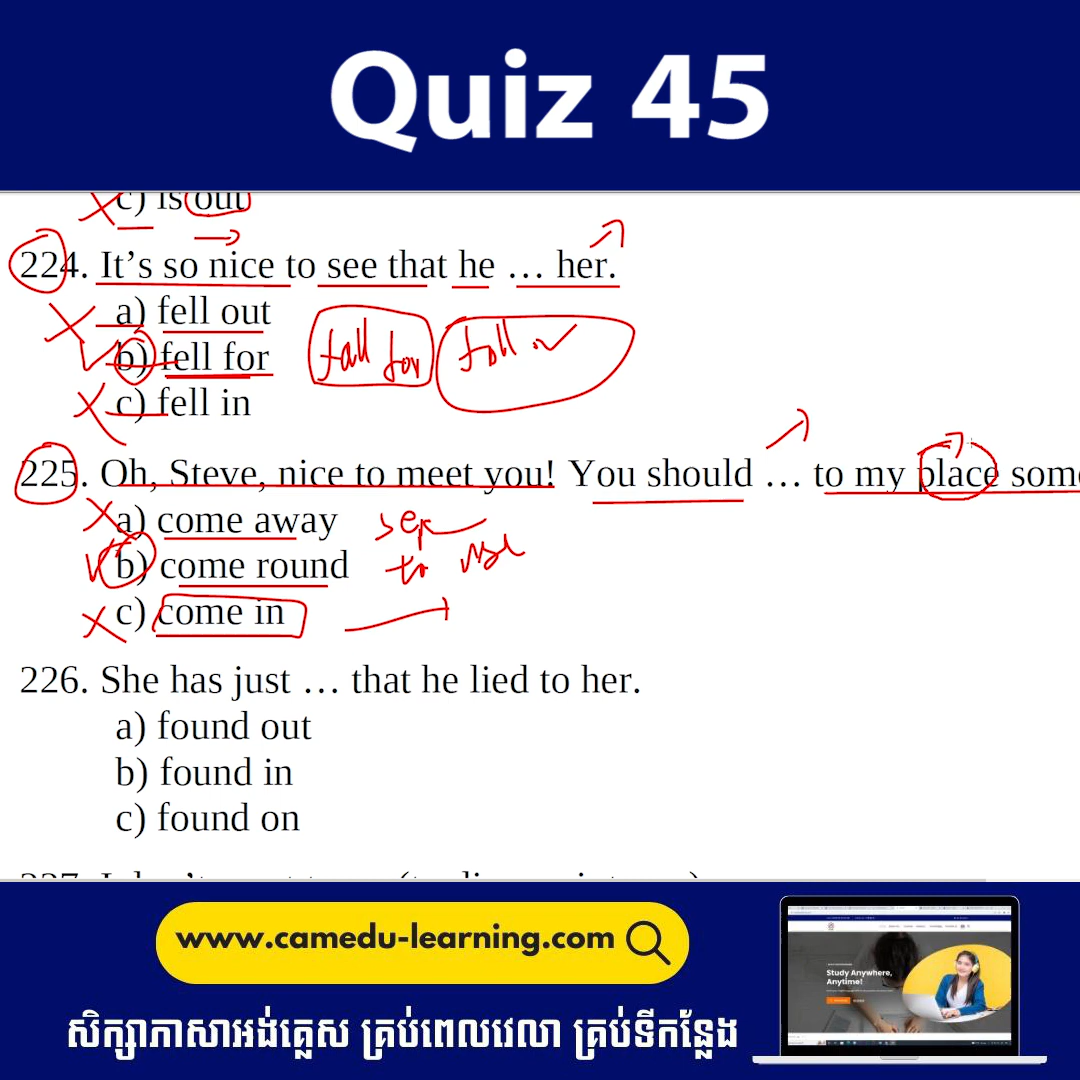 Quiz 45
c) is out
224. It’s so nice to see that he … her.
a) fell out
b) fell for
fall for
c) fell in
225. Oh, Steve, nice to meet you! You should … to my place som
a) come away
b) come round
to
c) come in
226. She has just … that he lied to her.
a) found out
b) found in
c) found on
www.camedu-learning.com
សិក្សាភាសាអង់គ្លេស គ្រប់ពេលវេលា គ្រប់ទីកន្លែង
Study Anywhere,
Anytime!